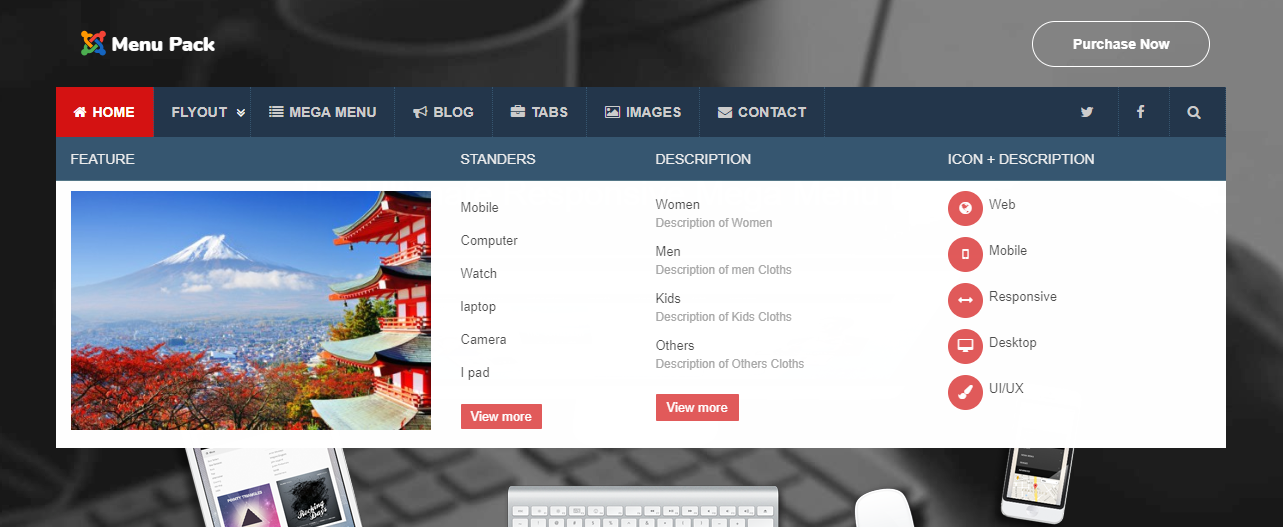 Menu Pack
Purchase Now
HOME
FLYOUT
MEGA MENU
BLOG
TABS
IMAGES
CONTACT
FEATURE
STANDERS
DESCRIPTION
ICON + DESCRIPTION
Mobile
Computer
Watch
laptop
Camera
I pad
View more
Women
Description of Women
Men
Description of men Cloths
Kids
Description of Kids Cloths
Others
Description of Others Cloths
View more
Web
Mobile
Responsive
Desktop
UI/UX
Rocking
Days